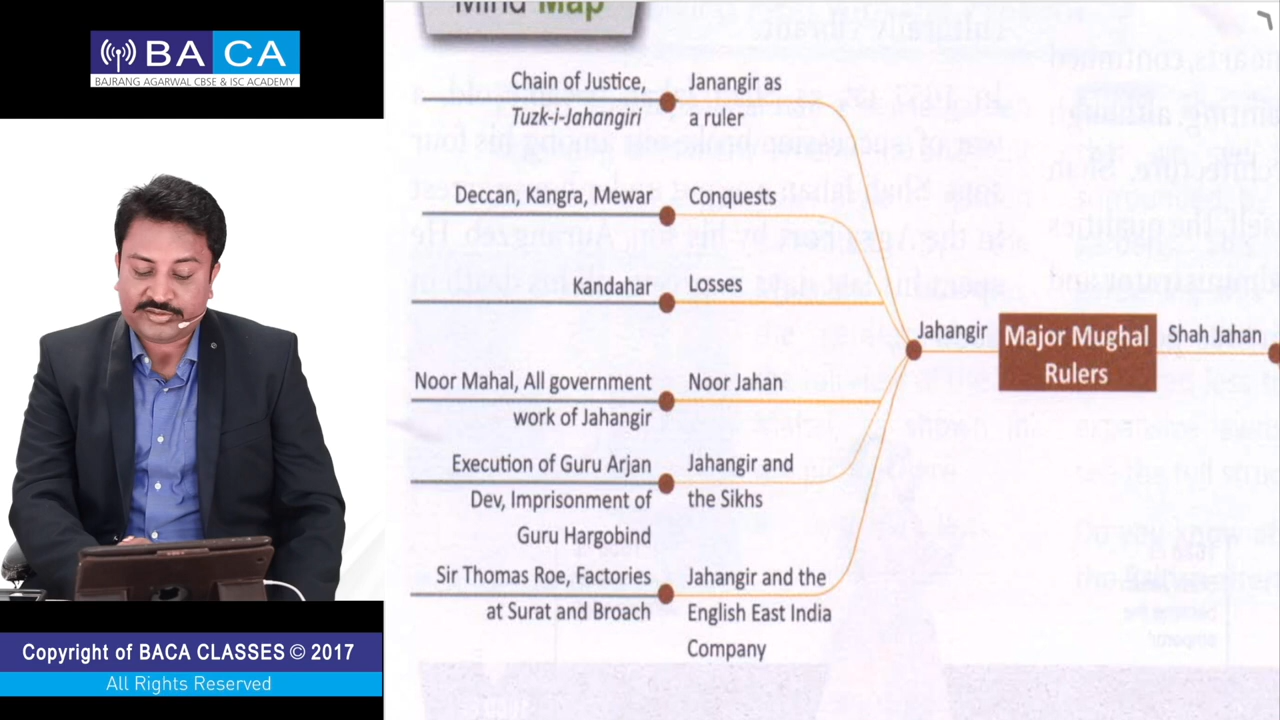 BACA
BAJRANG AGARWAL CBSE & ISC ACADEMY
Mind Map
Chain of Justice,
Tuzk-i-Jahangiri
Janangir as
a ruler
Deccan, Kangra, Mewar
Conquests
Kandahar
Losses
Noor Mahal, All government
work of Jahangir
Noor Jahan
Execution of Guru Arjan
Dev, Imprisonment of
Guru Hargobind
Jahangir and
the Sikhs
Sir Thomas Roe, Factories
at Surat and Broach
Jahangir and the
English East India
Company
Jahangir
Major Mughal
Rulers
Shah Jahan
Copyright of BACA CLASSES © 2017
All Rights Reserved